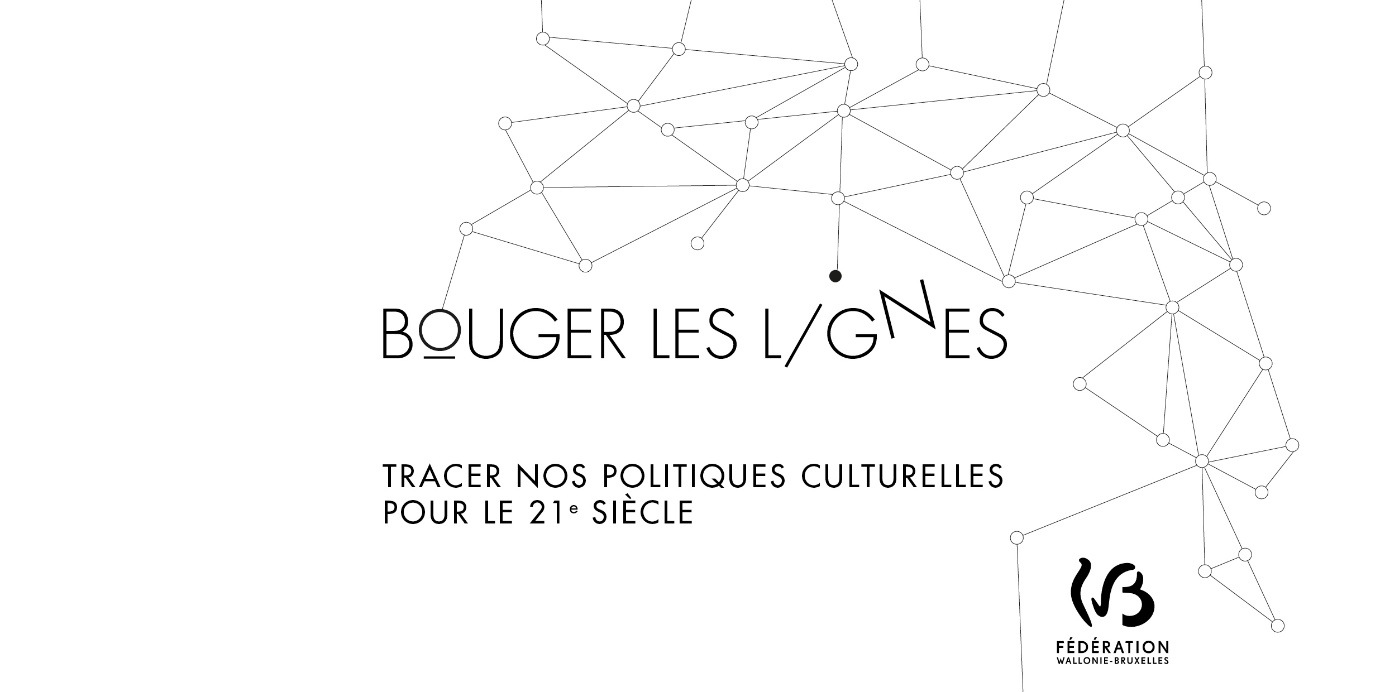 BOUGER LES LIGNES
TRACER NOS POLITIQUES CULTURELLES
POUR LE 21e SIÈCLE
FÉDÉRATION
WALLONIE-BRUXELLES